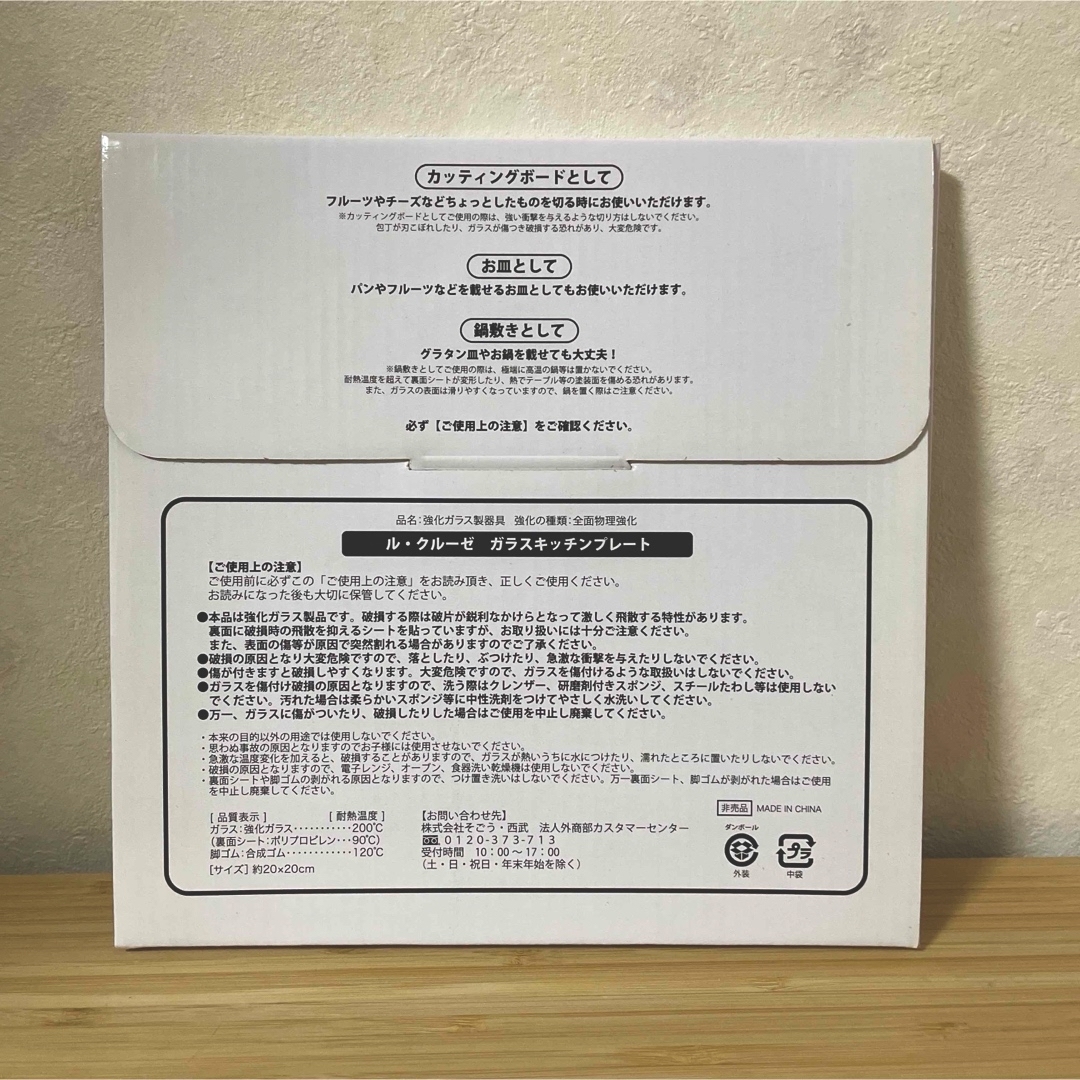 カッティングボードとして
フルーツやチーズなどちょっとしたものを切る時にお使いいただけます。
※カッティングボードとしてご使用の際は、強い衝撃を与えるような切り方はしないでください。
包丁が刃こぼれしたり、ガラスが傷つき破損する恐れがあり、大変危険です。
お皿として
パンやフルーツなどを載せるお皿としてもお使いいただけます。
鍋敷きとして
グラタン皿やお鍋を載せても大丈夫！
※鍋敷きとしてご使用の際は、極端に高温の鍋等は置かないでください。
耐熱温度を超えて裏面シートが変形したり、熱でテーブル等の塗装面を傷める恐れがあります。
また、ガラスの表面は滑りやすくなっていますので、鍋を置く際はご注意ください。
必ず【ご使用上の注意】をご確認ください。
品名：強化ガラス製器具　強化の種類：全面物理強化
ル・クルーゼ　ガラスキッチンプレート
【ご使用上の注意】
ご使用前に必ずこの「ご使用上の注意」をお読み頂き、正しくご使用ください。
お読みになった後も大切に保管してください。
●本品は強化ガラス製品です。破損する際は破片が鋭利なかけらとなって激しく飛散する特性があります。
裏面に破損時の飛散を抑えるシートを貼っていますが、お取り扱いには十分ご注意ください。
また、表面の傷等が原因で突然割れる場合がありますのでご了承ください。
●破損の原因となり大変危険ですので、落としたり、ぶつけたり、急激な衝撃を与えたりしないでください。
●傷が付きますと破損しやすくなります。大変危険ですので、ガラスを傷付けるような取扱いはしないでください。
●ガラスを傷付け破損の原因となりますので、洗う際はクレンザー、研磨剤付きスポンジ、スチールたわし等は使用しない
でください。汚れた場合は柔らかいスポンジ等に中性洗剤をつけてやさしく水洗いしてください。
●万一、ガラスに傷がついたり、破損したりした場合はご使用を中止し廃棄してください。
・本来の目的以外の用途では使用しないでください。
・思わぬ事故の原因となりますのでお子様には使用させないでください。
・急激な温度変化を加えると、破損することがありますので、ガラスが熱いうちに水につけたり、濡れたところに置いたりしないでください。
・破損の原因となりますので、電子レンジ、オーブン、食器洗い乾燥機は使用しないでください。
・裏面シートや脚ゴムの剥がれる原因となりますので、つけ置き洗いはしないでください。万一裏面シート、脚ゴムが剥がれた場合はご使用
を中止し廃棄してください。
[ 品質表示 ] [ 耐熱温度 ]
ガラス：強化ガラス・・・・・・・・・・・200℃
（裏面シート：ポリプロピレン・・・90℃）
脚ゴム：合成ゴム・・・・・・・・・・・・120℃
[サイズ] 約20×20cm
【お問い合わせ先】
株式会社そごう・西武　法人外商部カスタマーセンター
0120-373-713
受付時間　10：00～17：00
（土・日・祝日・年末年始を除く）
非売品 MADE IN CHINA
ダンボール
外装
プラ
中袋